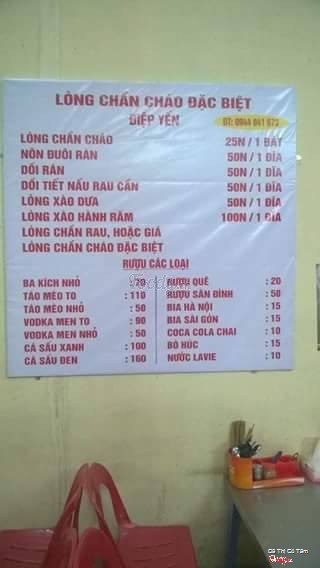 LÒNG CHẦN CHÁO ĐẶC BIỆT
DIỆP YẾN
ĐT: 0944 041 673
LÒNG CHẦN CHÁO 25N / 1 BÁT
NÕN ĐUÔI RÁN 50N / 1 ĐĨA
DỒI RÁN 50N / 1 ĐĨA
DỒI TIẾT NẤU RAU CẦN 50N / 1 ĐĨA
LÒNG XÀO DƯA 50N / 1 ĐĨA
LÒNG XÀO HÀNH RĂM 100N / 1 ĐĨA
LÒNG CHẦN RAU, HOẶC GIÁ
LÒNG CHẦN CHÁO ĐẶC BIỆT
RƯỢU CÁC LOẠI
BA KÍCH NHỎ : 70
TÁO MÈO TO : 110
TÁO MÈO NHỎ : 50
VODKA MEN TO : 90
VODKA MEN NHỎ : 50
CÁ SẤU XANH : 100
CÁ SẤU ĐEN : 160
RƯỢU QUÊ : 20
RƯỢU SÂN ĐÌNH : 50
BIA HÀ NỘI : 15
BIA SÀI GÒN : 15
COCA COLA CHAI : 10
BÒ HÚC : 15
NƯỚC LAVIE : 10